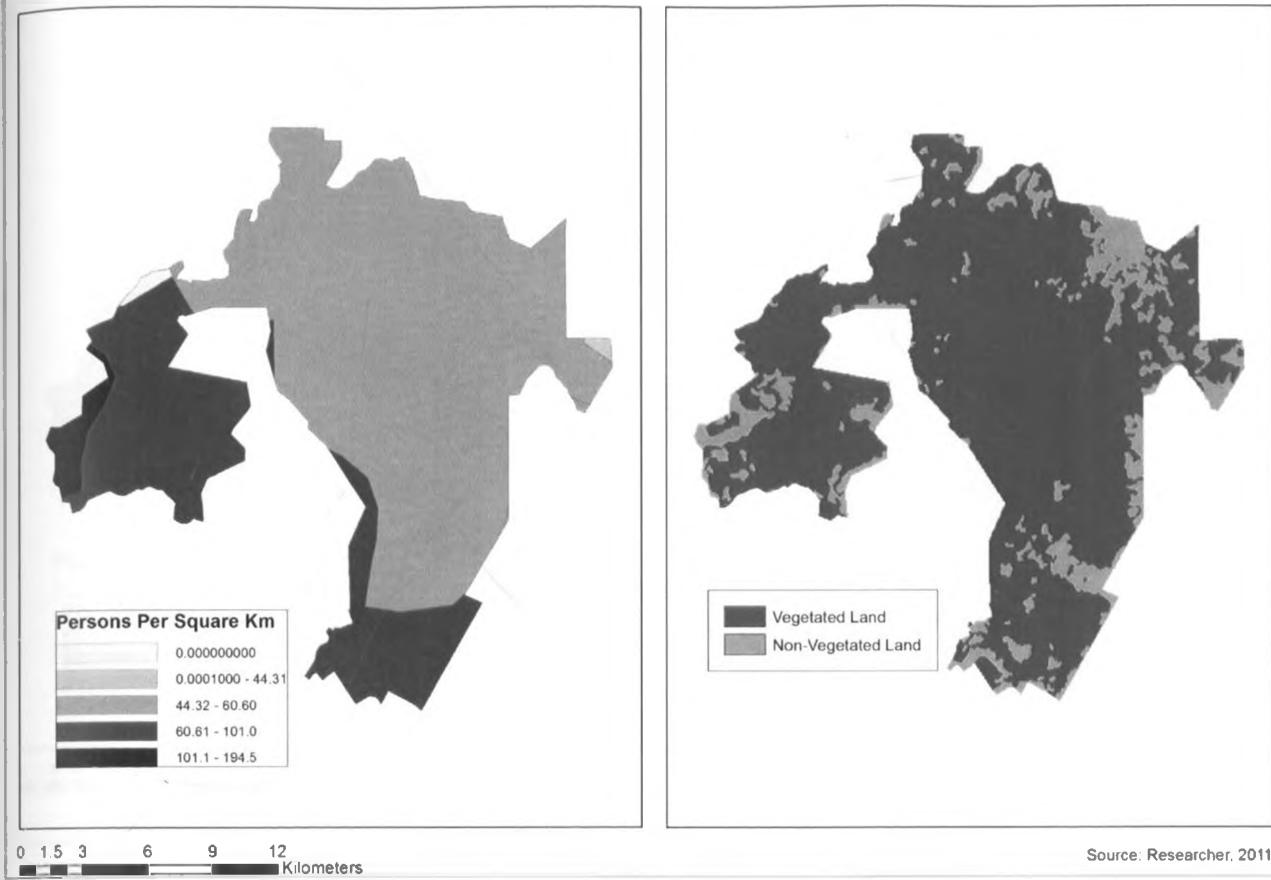 Persons Per Square Km
0.000000000
0.0001000 - 44.31
44.32 - 60.60
60.61 - 101.0
101.1 - 194.5
Vegetated Land
Non-Vegetated Land
0 1.5 3 6 9 12
Kilometers
Source: Researcher, 2011